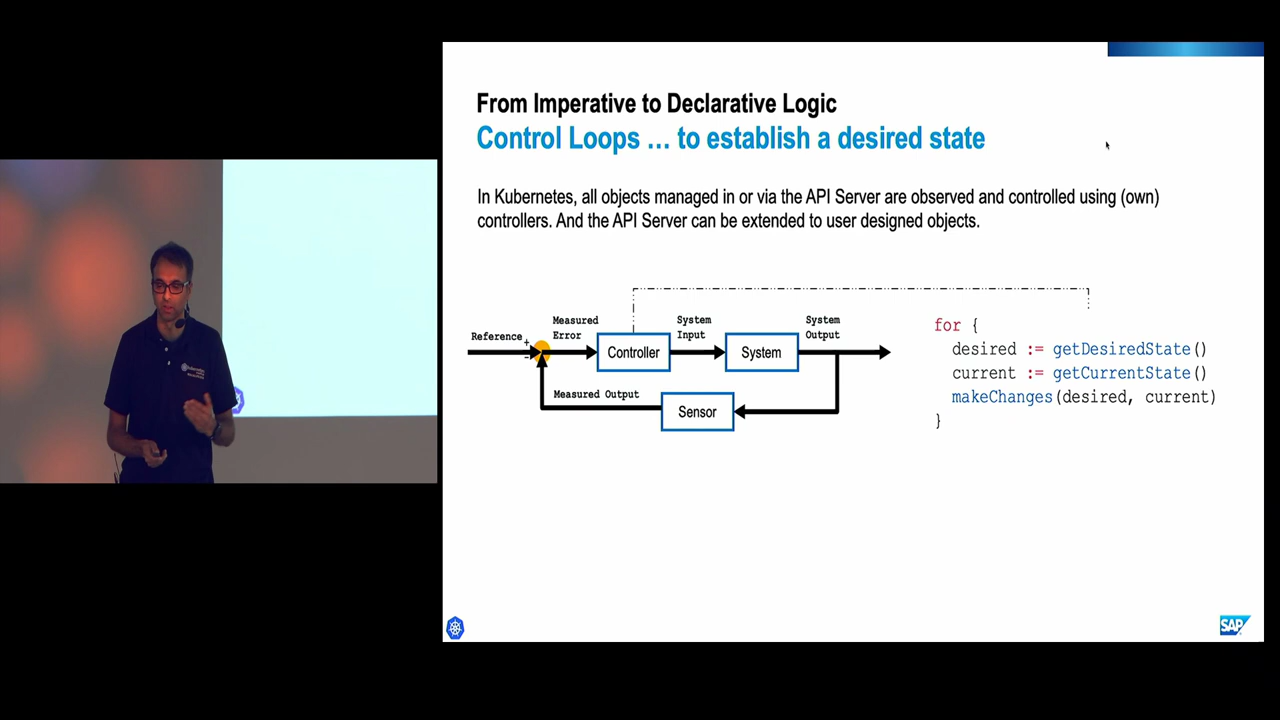 From Imperative to Declarative Logic
Control Loops … to establish a desired state
In Kubernetes, all objects managed in or via the API Server are observed and controlled using (own)
controllers. And the API Server can be extended to user designed objects.
Reference
+
-
Measured
Error
Controller
System
Input
System
System
Output
Measured Output
Sensor
for {
desired := getDesiredState()
current := getCurrentState()
makeChanges(desired, current)
}
SAP
kubernetes